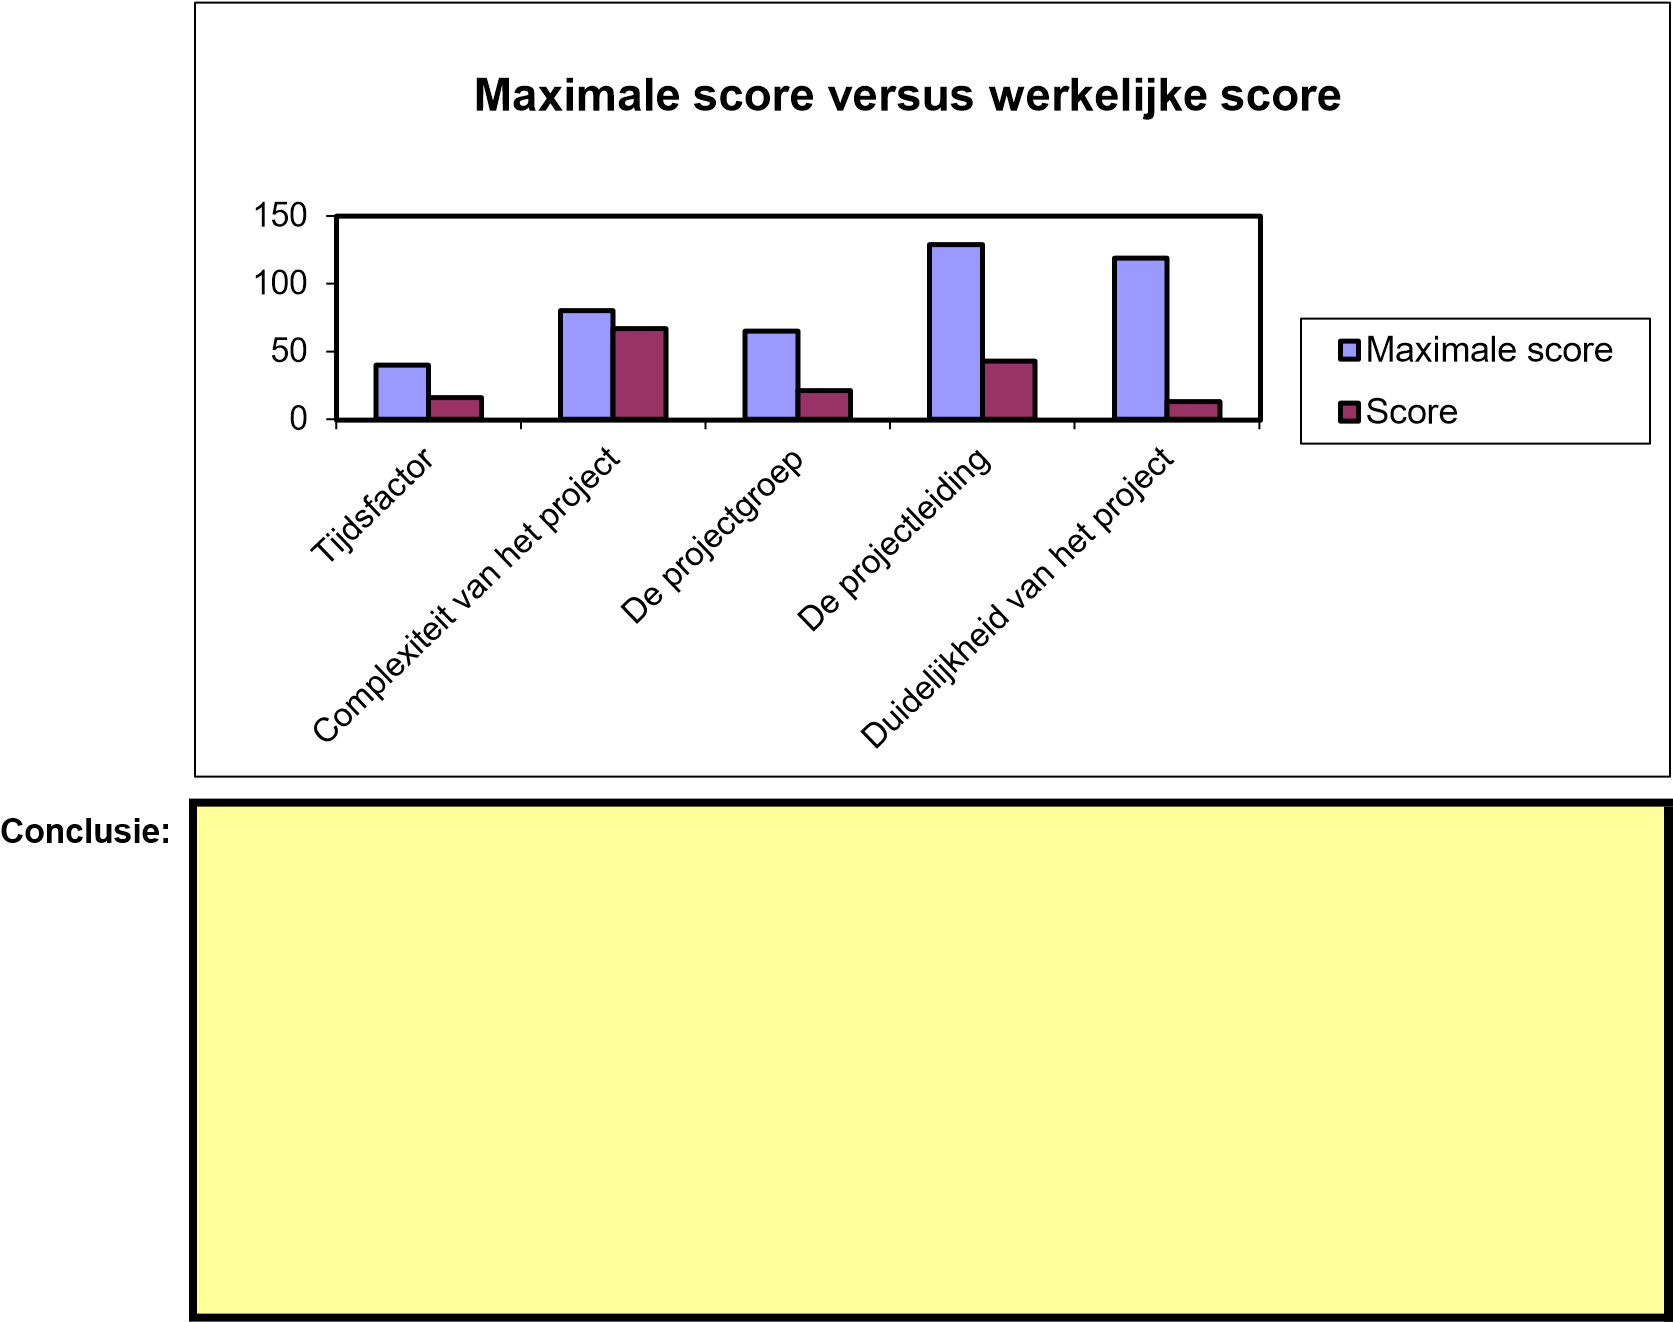 Maximale score versus werkelijke score
150
100
50
0
Tijdsfactor
Complexiteit van het project
De projectgroep
De projectleiding
Duidelijkheid van het project
Maximale score
Score
Conclusie: